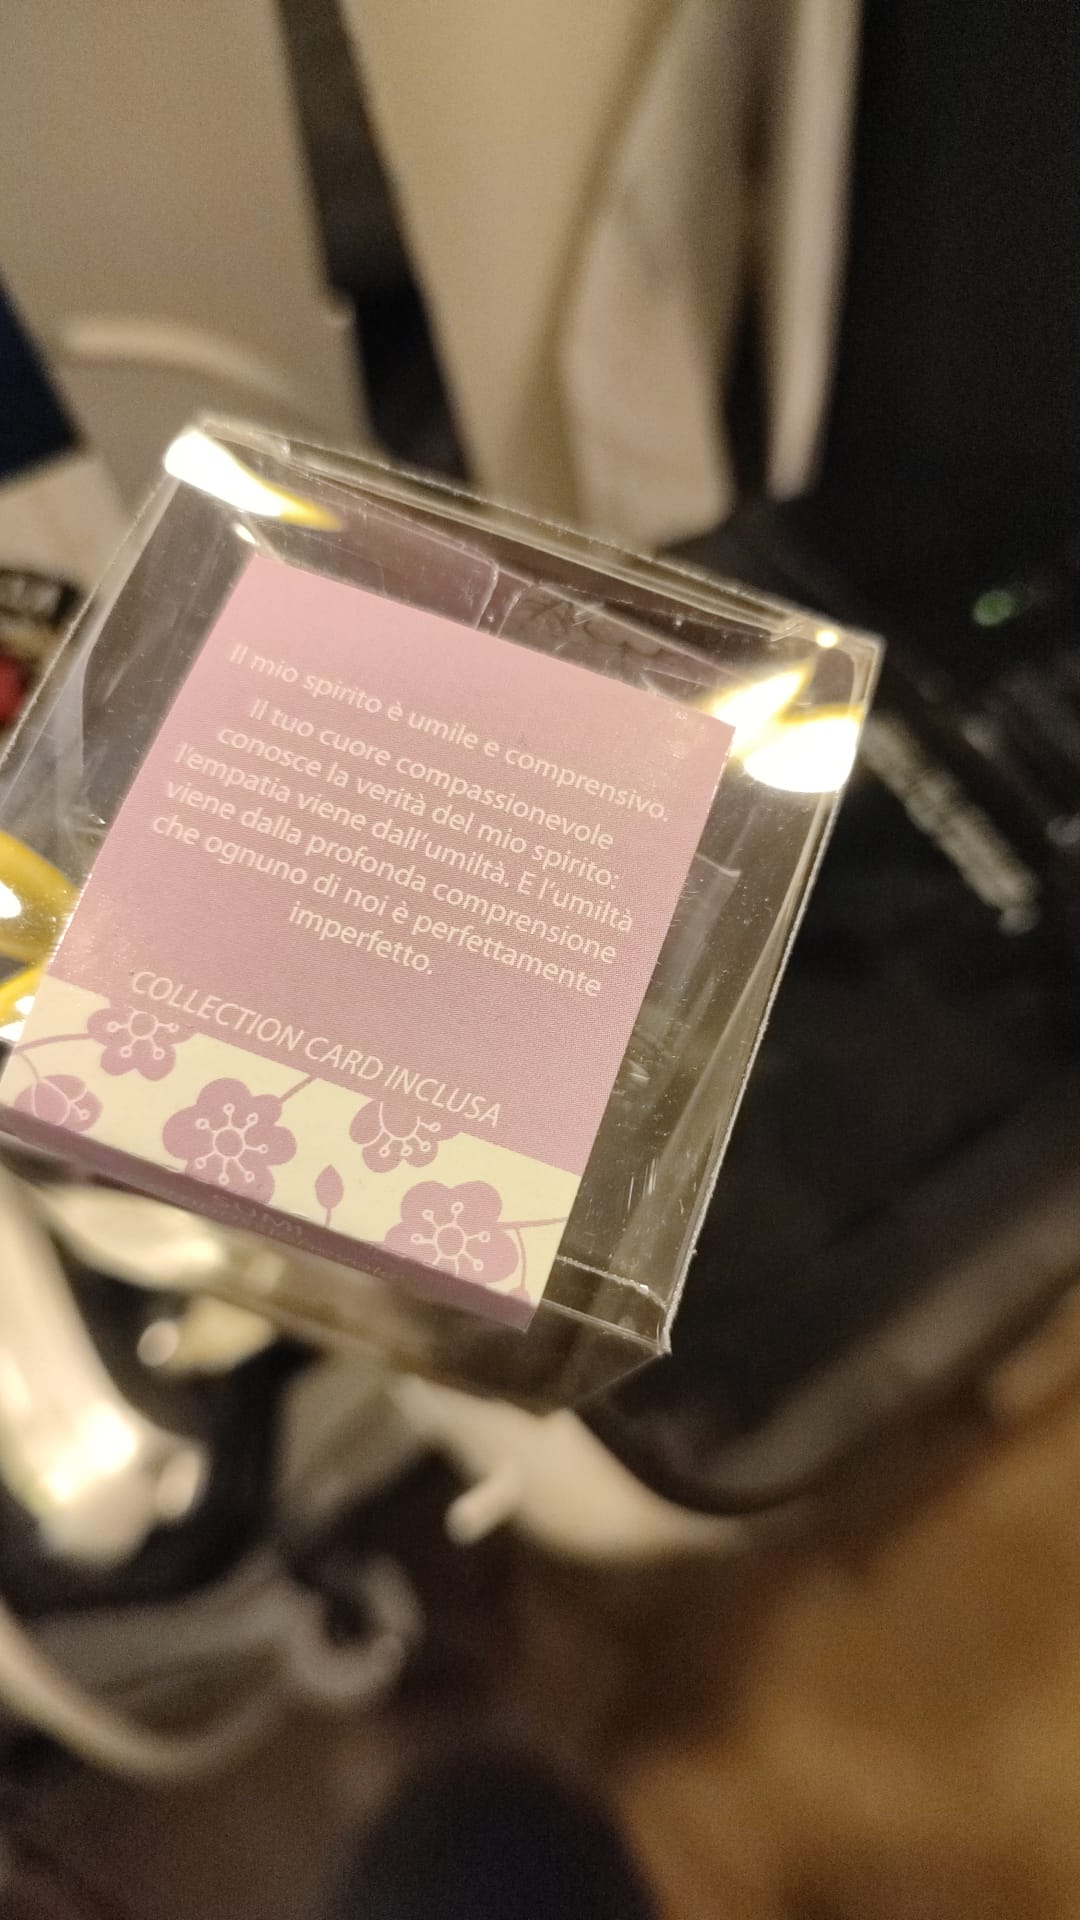 Il mio spirito è umile e comprensivo.
Il tuo cuore compassionevole
conosce la verità del mio spirito:
l'empatia viene dall'umiltà. E l'umiltà
viene dalla profonda comprensione
che ognuno di noi è perfettamente
imperfetto.
COLLECTION CARD INCLUSA